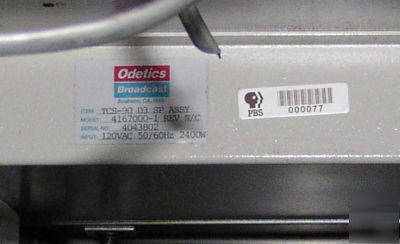 Odetics
Broadcast
Anaheim, CA, USA
ITEM: TCS-90 D3 SP ASSY
MODEL: 4167000-1 REV N/C
SERIAL NO: 4043802
INPUT: 120VAC 50/60Hz 2400W
PBS
000077